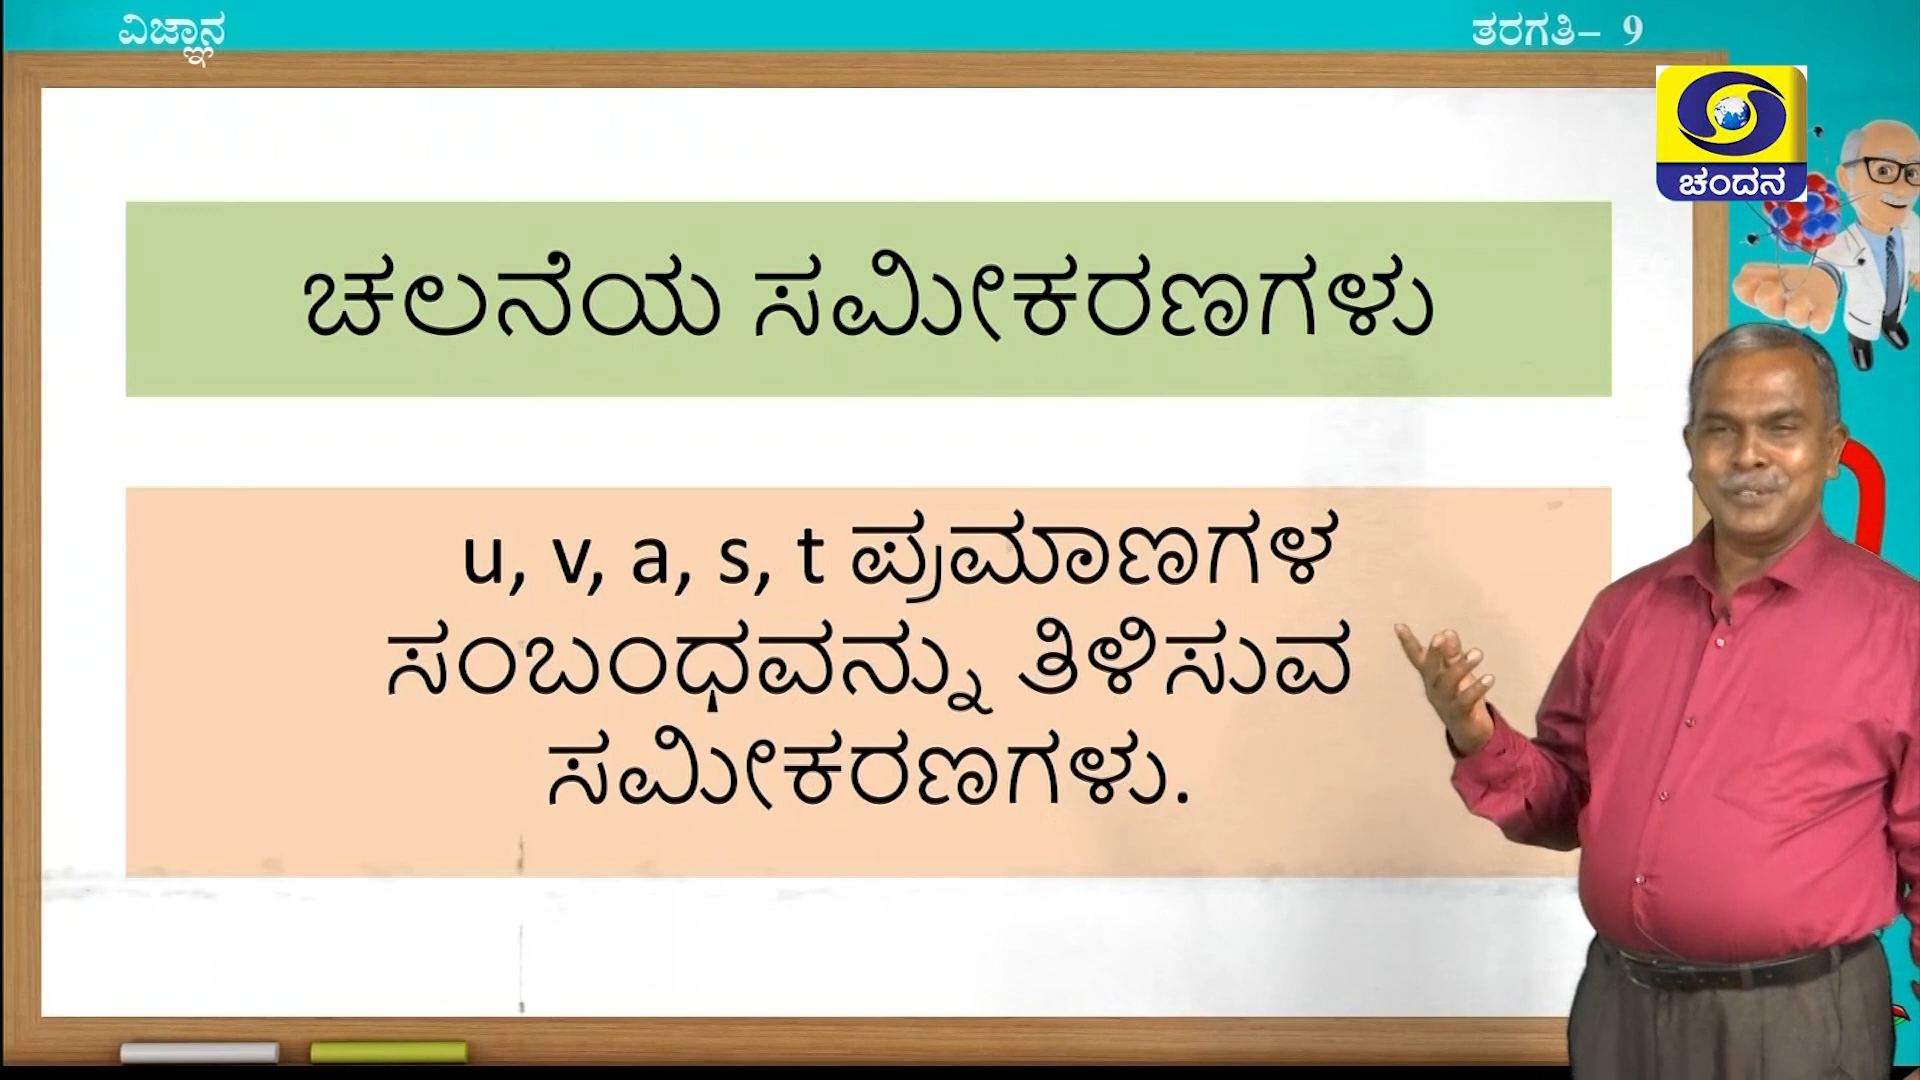 ವಿಜ್ಞಾನ
ತರಗತಿ– 9
ಚಂದನ
ಚಲನೆಯ ಸಮೀಕರಣಗಳು
u, v, a, s, t ಪ್ರಮಾಣಗಳ
ಸಂಬಂಧವನ್ನು ತಿಳಿಸುವ
ಸಮೀಕರಣಗಳು.